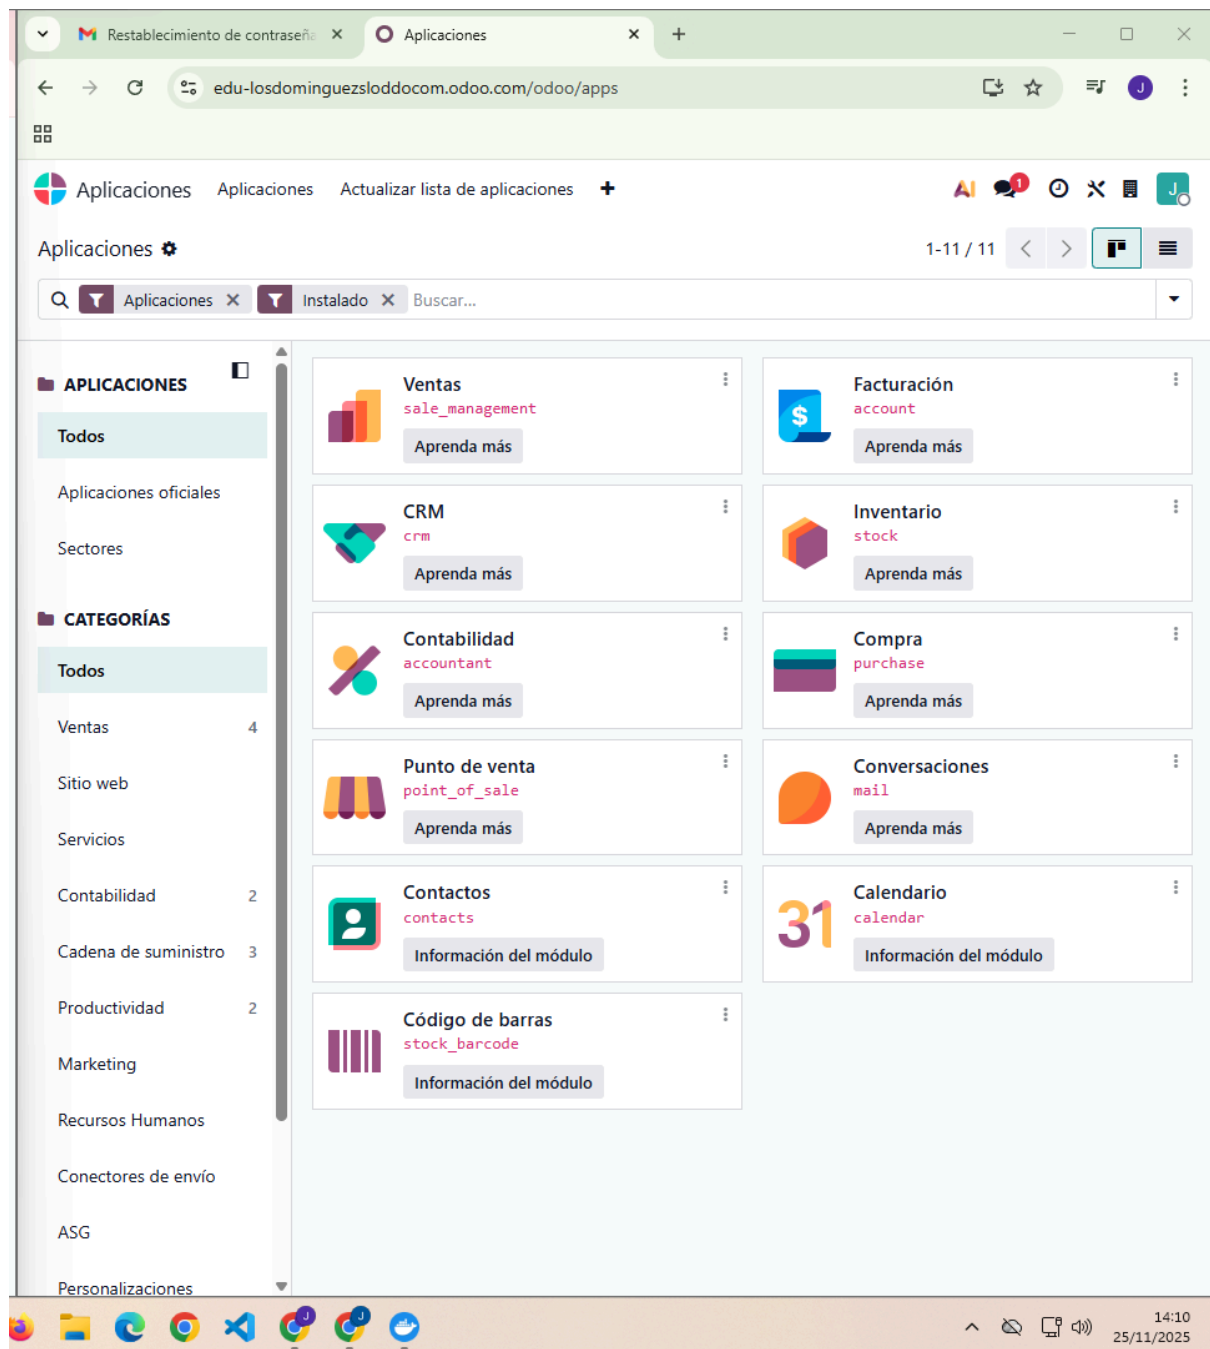 Restablecimiento de contraseña
Aplicaciones
edu-losdominguezsloddocom.odoo.com/odoo/apps
J
Aplicaciones Aplicaciones Actualizar lista de aplicaciones
AI 1 J
Aplicaciones
1-11 / 11
Aplicaciones Instalado Buscar...
APLICACIONES
Todos
Aplicaciones oficiales
Sectores
CATEGORÍAS
Todos
Ventas 4
Sitio web
Servicios
Contabilidad 2
Cadena de suministro 3
Productividad 2
Marketing
Recursos Humanos
Conectores de envío
ASG
Personalizaciones
Ventas
sale_management
Aprenda más
Facturación
account
Aprenda más
$
CRM
crm
Aprenda más
Inventario
stock
Aprenda más
Contabilidad
accountant
Aprenda más
Compra
purchase
Aprenda más
Punto de venta
point_of_sale
Aprenda más
Conversaciones
mail
Aprenda más
Contactos
contacts
Información del módulo
31
Calendario
calendar
Información del módulo
Código de barras
stock_barcode
Información del módulo
J
J
14:10
25/11/2025